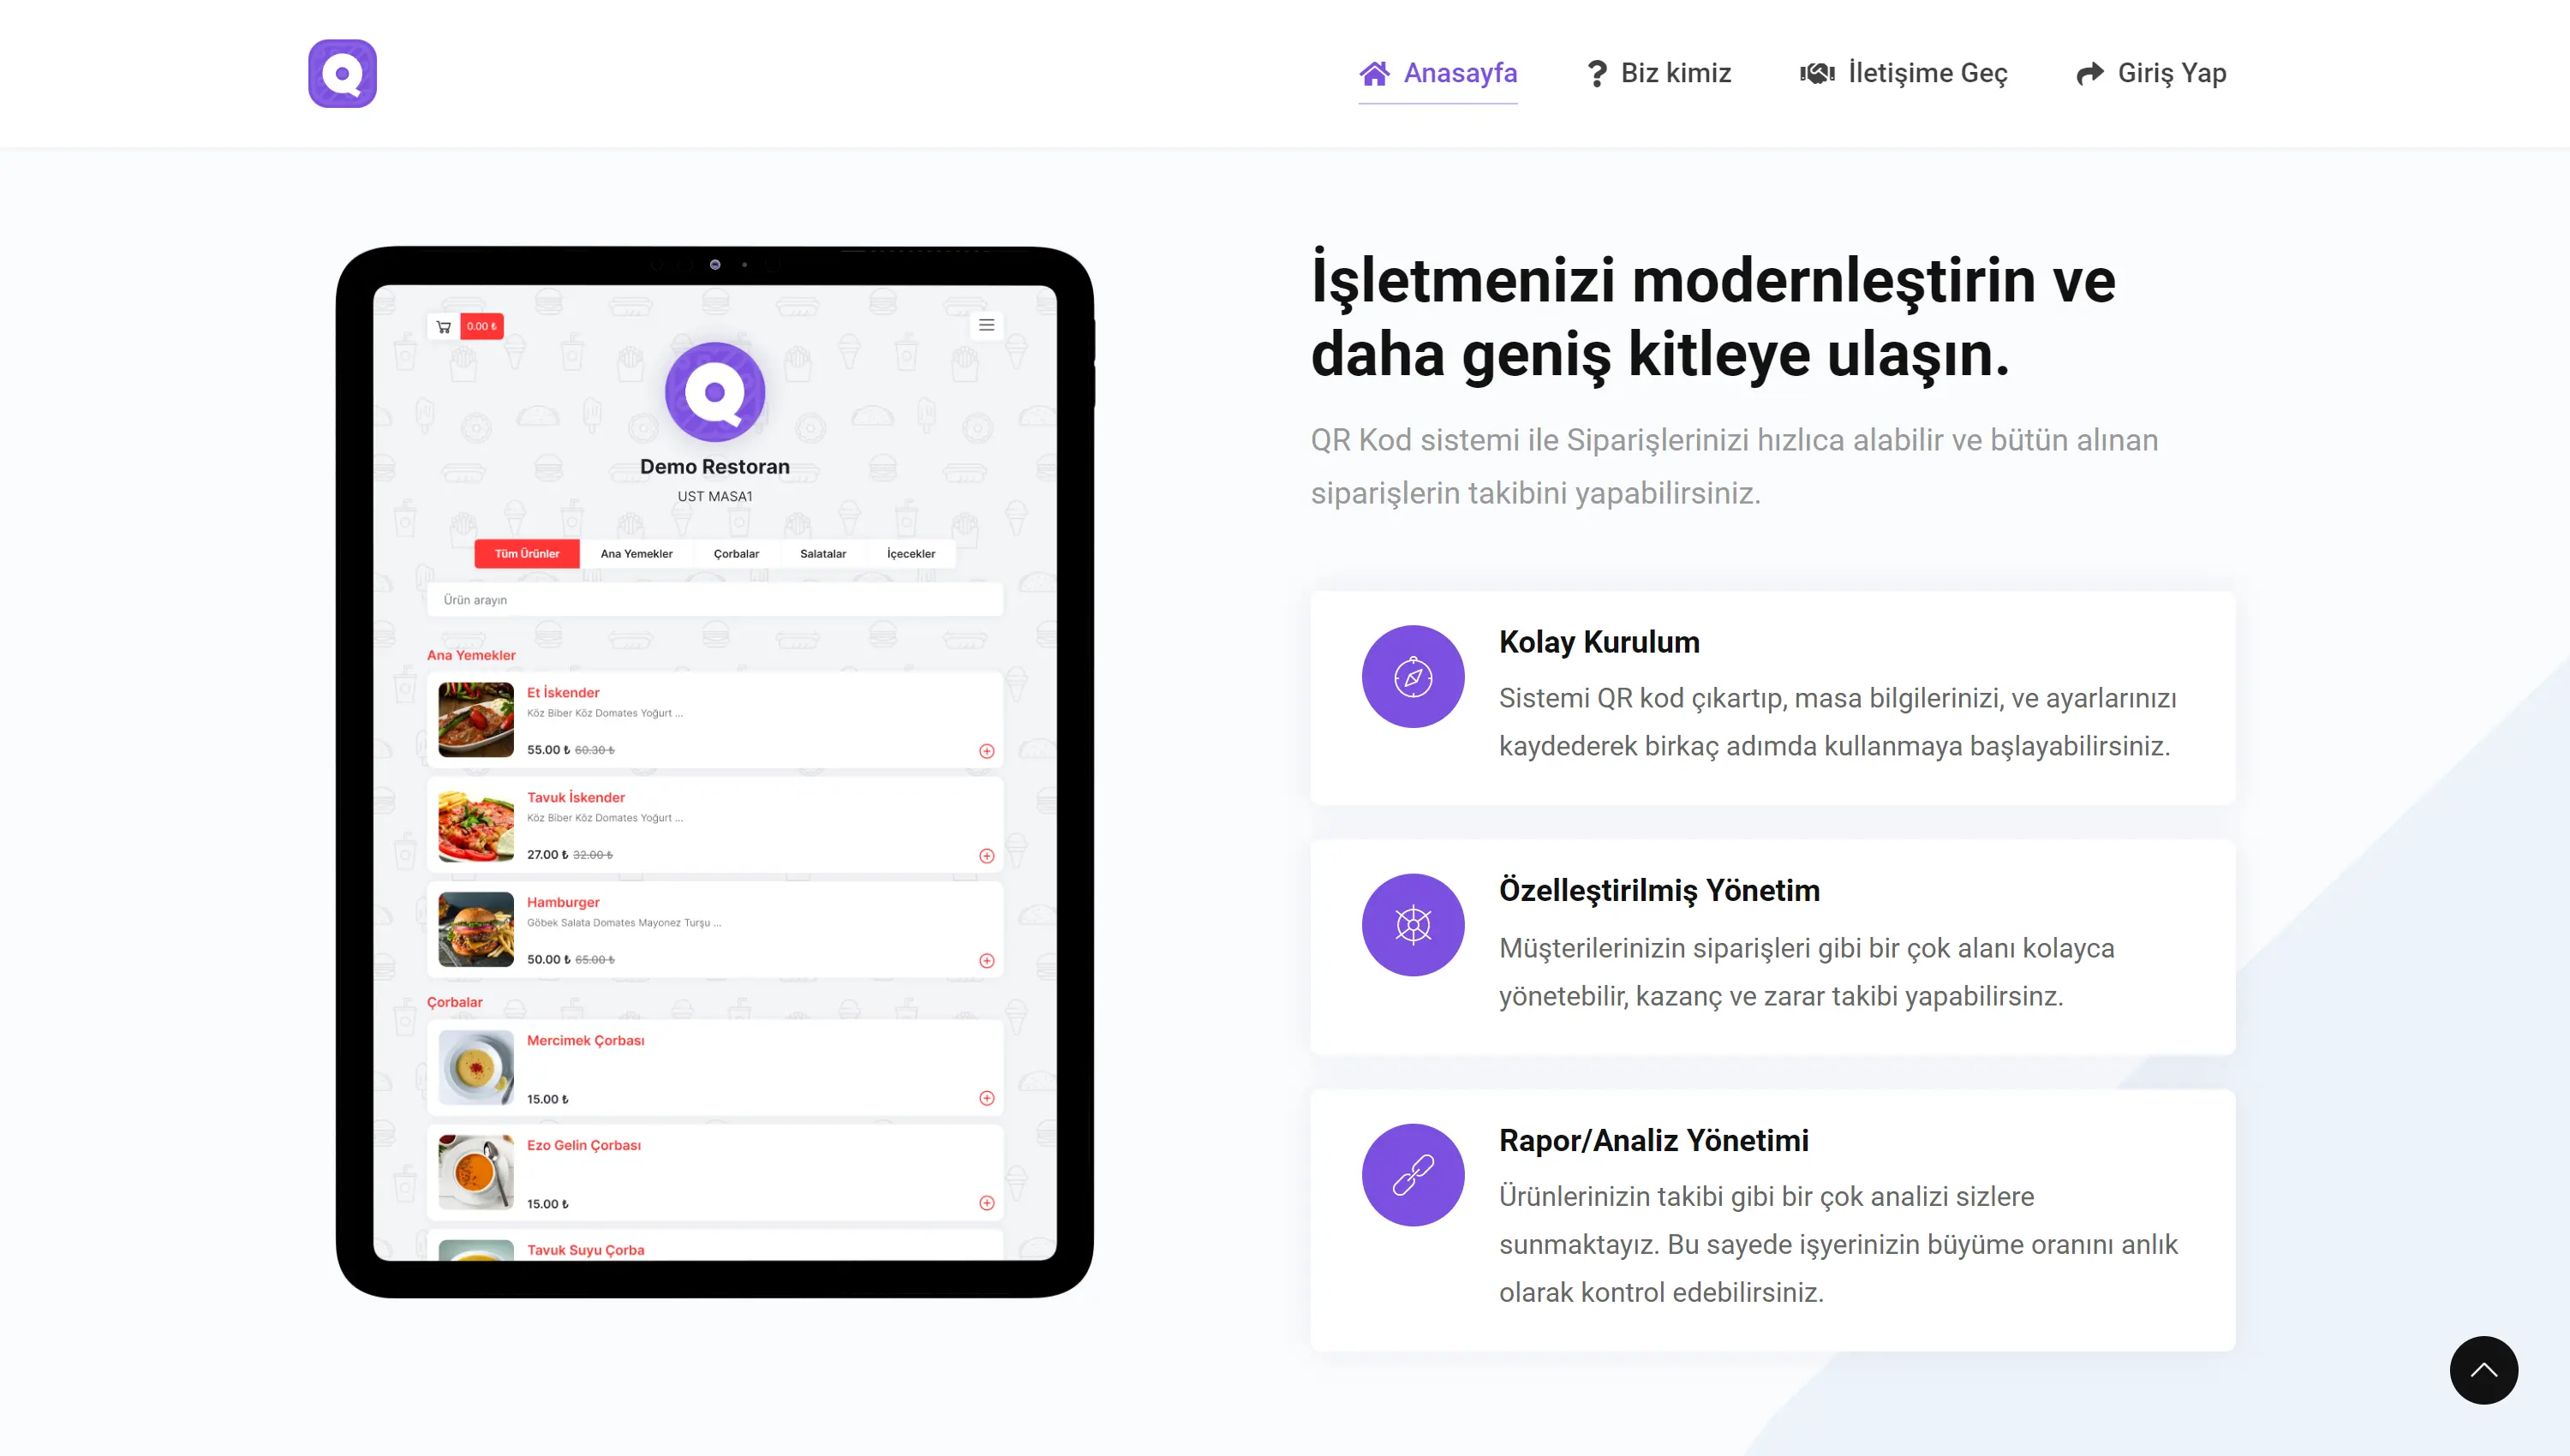 Anasayfa
Biz kimiz
İletişime Geç
Giriş Yap
0.00 ₺
Demo Restoran
UST MASA1
Tüm Ürünler
Ana Yemekler
Çorbalar
Salatalar
İçecekler
Ürün arayın
Ana Yemekler
Et İskender
Köz Biber Köz Domates Yoğurt ...
55.00 ₺ 60.30 ₺
Tavuk İskender
Köz Biber Köz Domates Yoğurt ...
27.00 ₺ 32.00 ₺
Hamburger
Göbek Salata Domates Mayonez Turşu ...
50.00 ₺ 65.00 ₺
Çorbalar
Mercimek Çorbası
15.00 ₺
Ezo Gelin Çorbası
15.00 ₺
Tavuk Suyu Çorba
İşletmenizi modernleştirin ve
daha geniş kitleye ulaşın.
QR Kod sistemi ile Siparişlerinizi hızlıca alabilir ve bütün alınan
siparişlerin takibini yapabilirsiniz.
Kolay Kurulum
Sistemi QR kod çıkartıp, masa bilgilerinizi, ve ayarlarınızı
kaydederek birkaç adımda kullanmaya başlayabilirsiniz.
Özelleştirilmiş Yönetim
Müşterilerinizin siparişleri gibi bir çok alanı kolayca
yönetebilir, kazanç ve zarar takibi yapabilirsinz.
Rapor/Analiz Yönetimi
Ürünlerinizin takibi gibi bir çok analizi sizlere
sunmaktayız. Bu sayede işyerinizin büyüme oranını anlık
olarak kontrol edebilirsiniz.